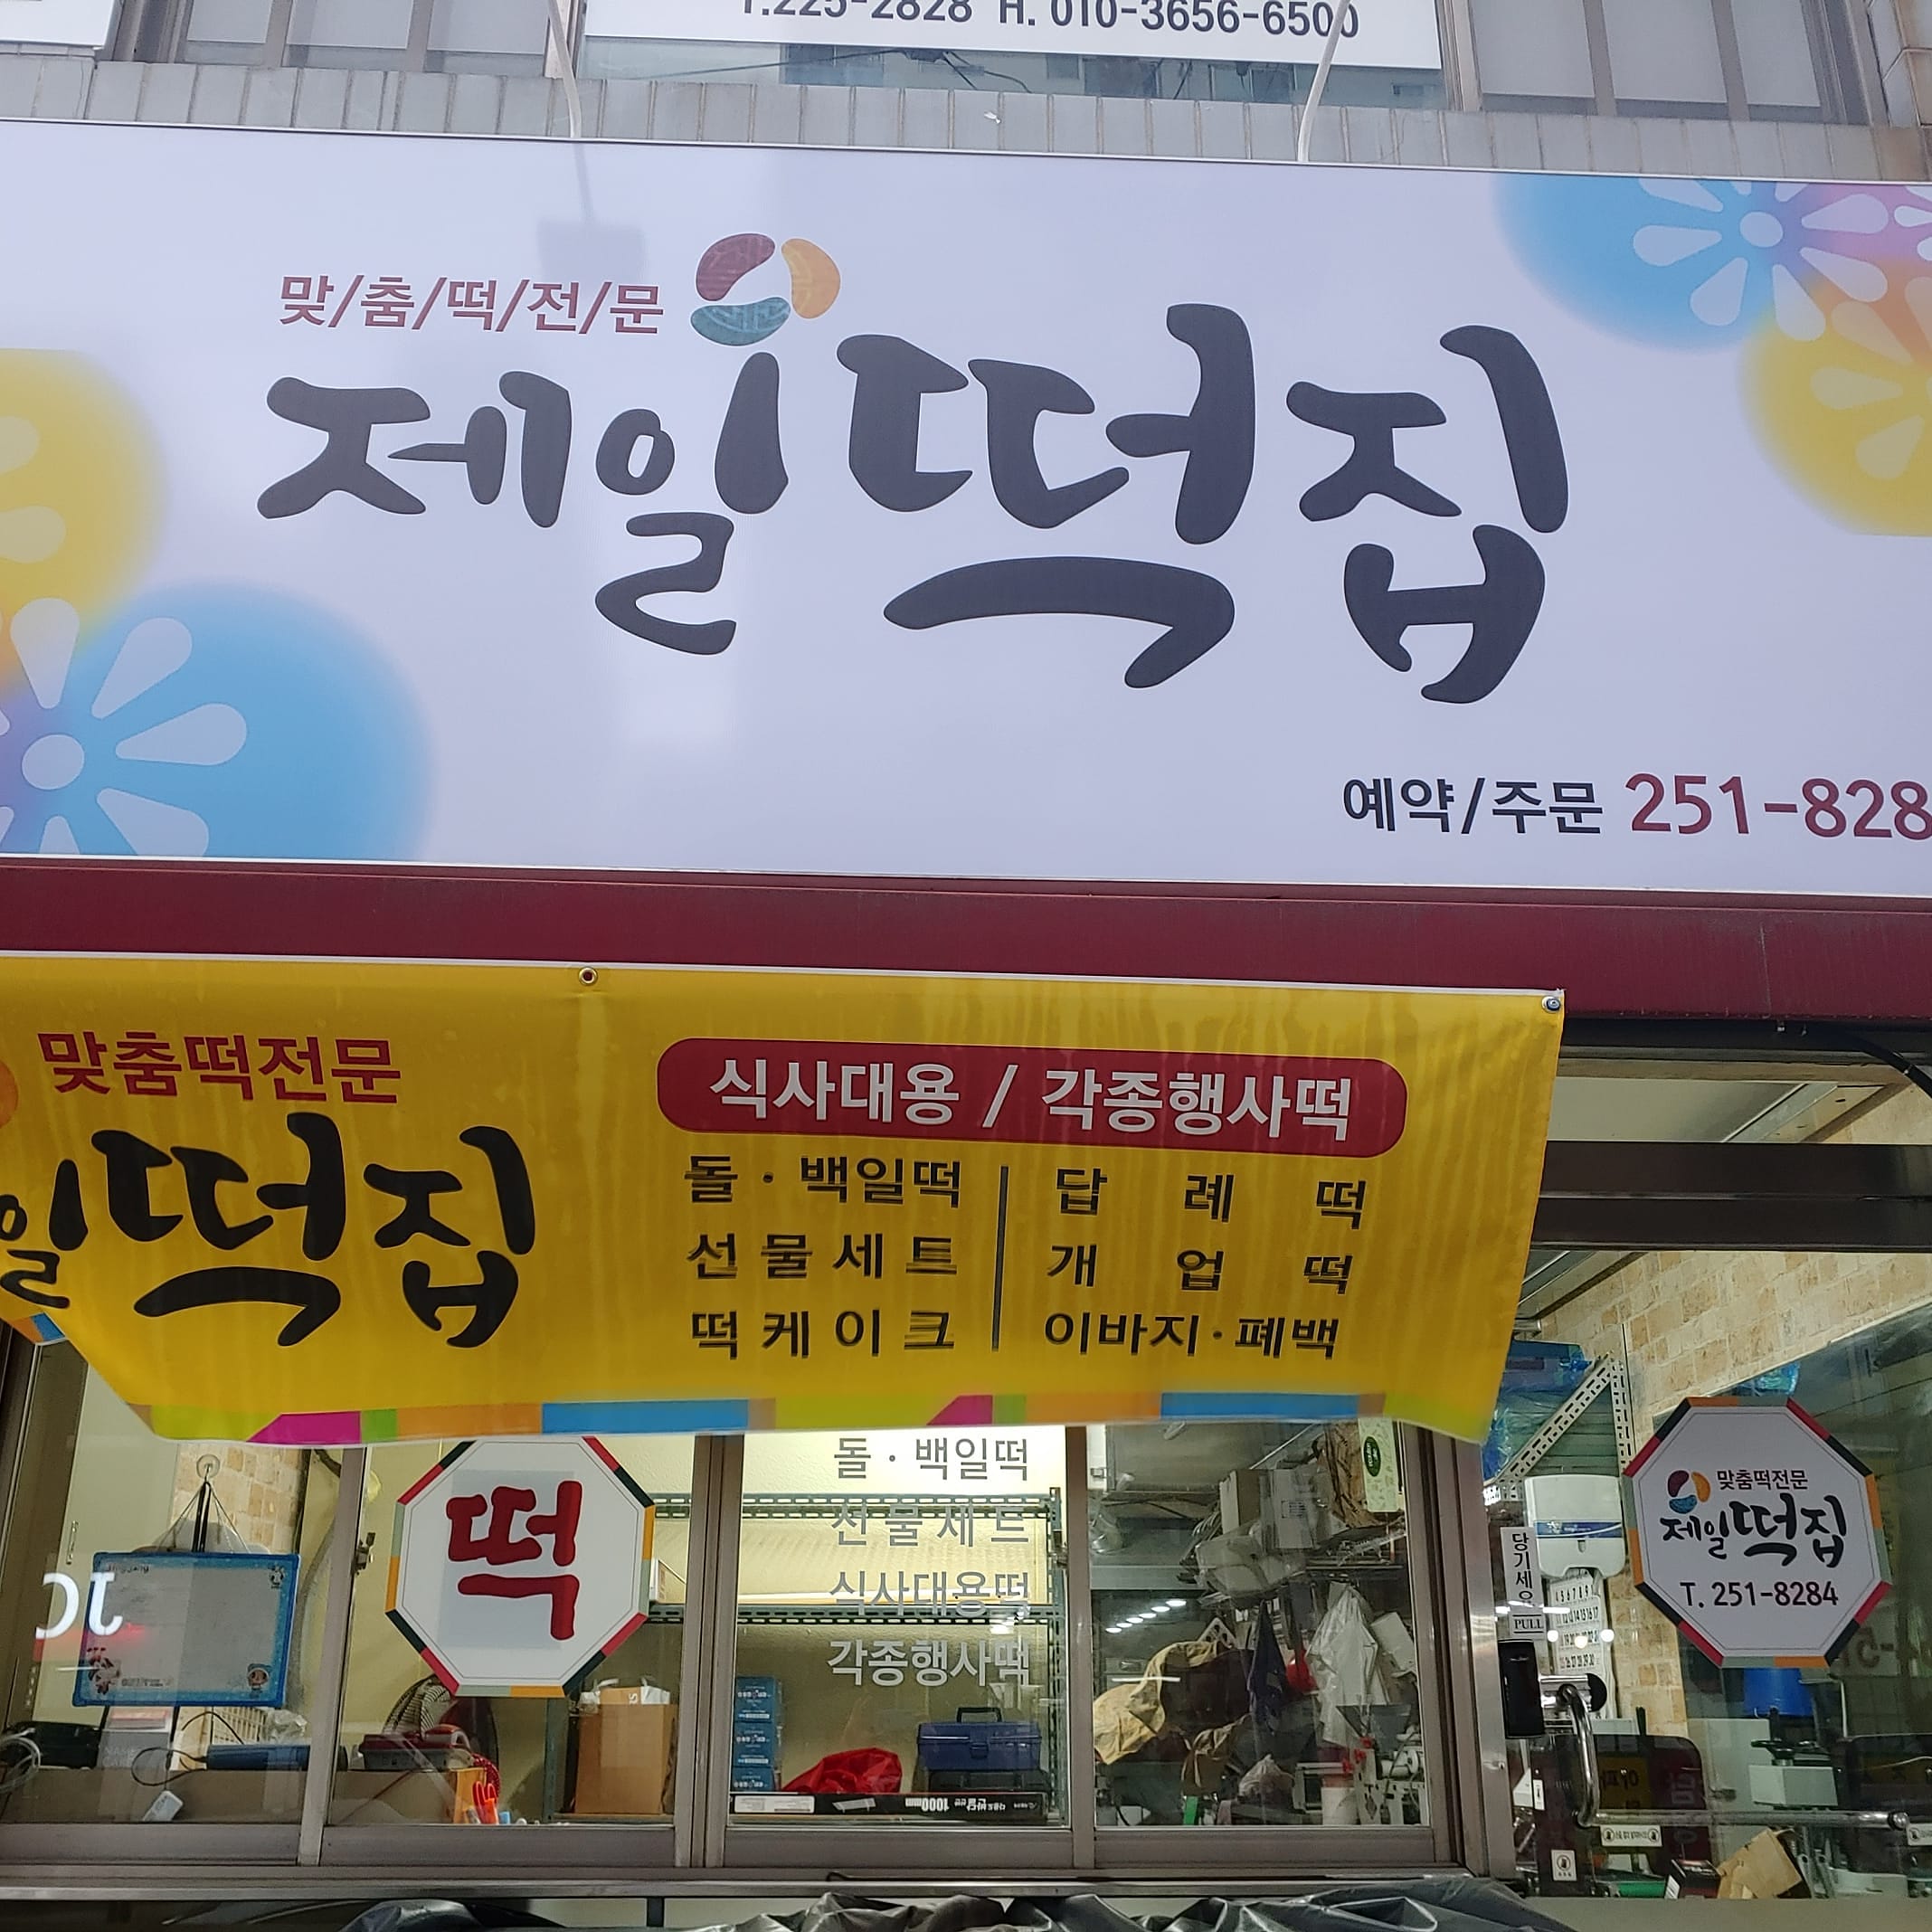 T.225-2828 H. 010-3656-6500
맞/춤/떡/전/문
제일떡집
예약/주문 251-828
맞춤떡전문
일떡집
식사대용 / 각종행사떡
돌 · 백일떡 답 례 떡
선 물 세 트 개 업 떡
떡 케 이 크 이바지 · 폐백
떡
돌 · 백일떡
선 물 세 트
식사대용떡
각종행사떡
당기세요
PULL
맞춤떡전문
제일떡집
T. 251-8284